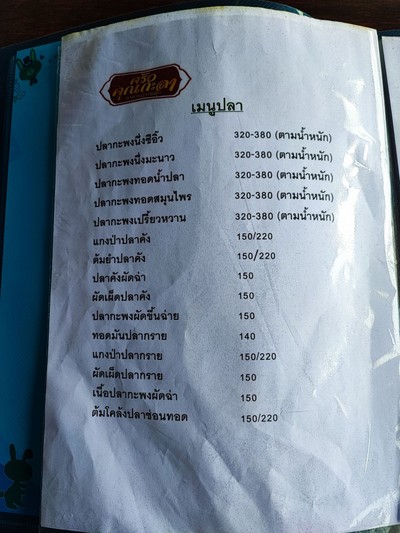 ครัว
คุกกะลา
เมนูปลา
ปลากะพงนึ่งซีอิ๊ว 320-380 (ตามน้ำหนัก)
ปลากะพงนึ่งมะนาว 320-380 (ตามน้ำหนัก)
ปลากะพงทอดน้ำปลา 320-380 (ตามน้ำหนัก)
ปลากะพงทอดสมุนไพร 320-380 (ตามน้ำหนัก)
ปลากะพงเปรี้ยวหวาน 320-380 (ตามน้ำหนัก)
แกงป่าปลาคัง 150/220
ต้มยำปลาคัง 150/220
ปลาคังผัดฉ่า 150
ผัดเผ็ดปลาคัง 150
ปลากะพงผัดขึ้นฉ่าย 150
ทอดมันปลากราย 140
แกงป่าปลากราย 150/220
ผัดเผ็ดปลากราย 150
เนื้อปลากะพงผัดฉ่า 150
ต้มโคล้งปลาช่อนทอด 150/220